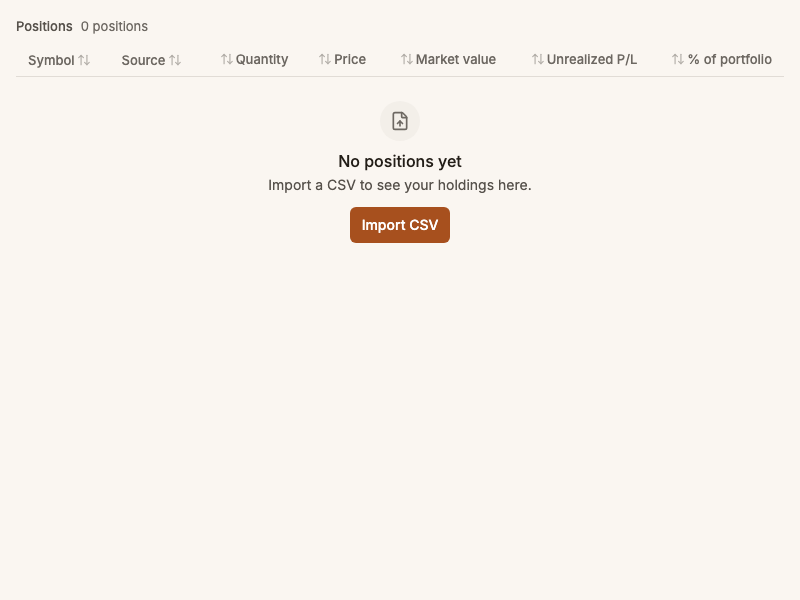 Positions 0 positions
Symbol Source Quantity Price Market value Unrealized P/L % of portfolio
No positions yet
Import a CSV to see your holdings here.
Import CSV